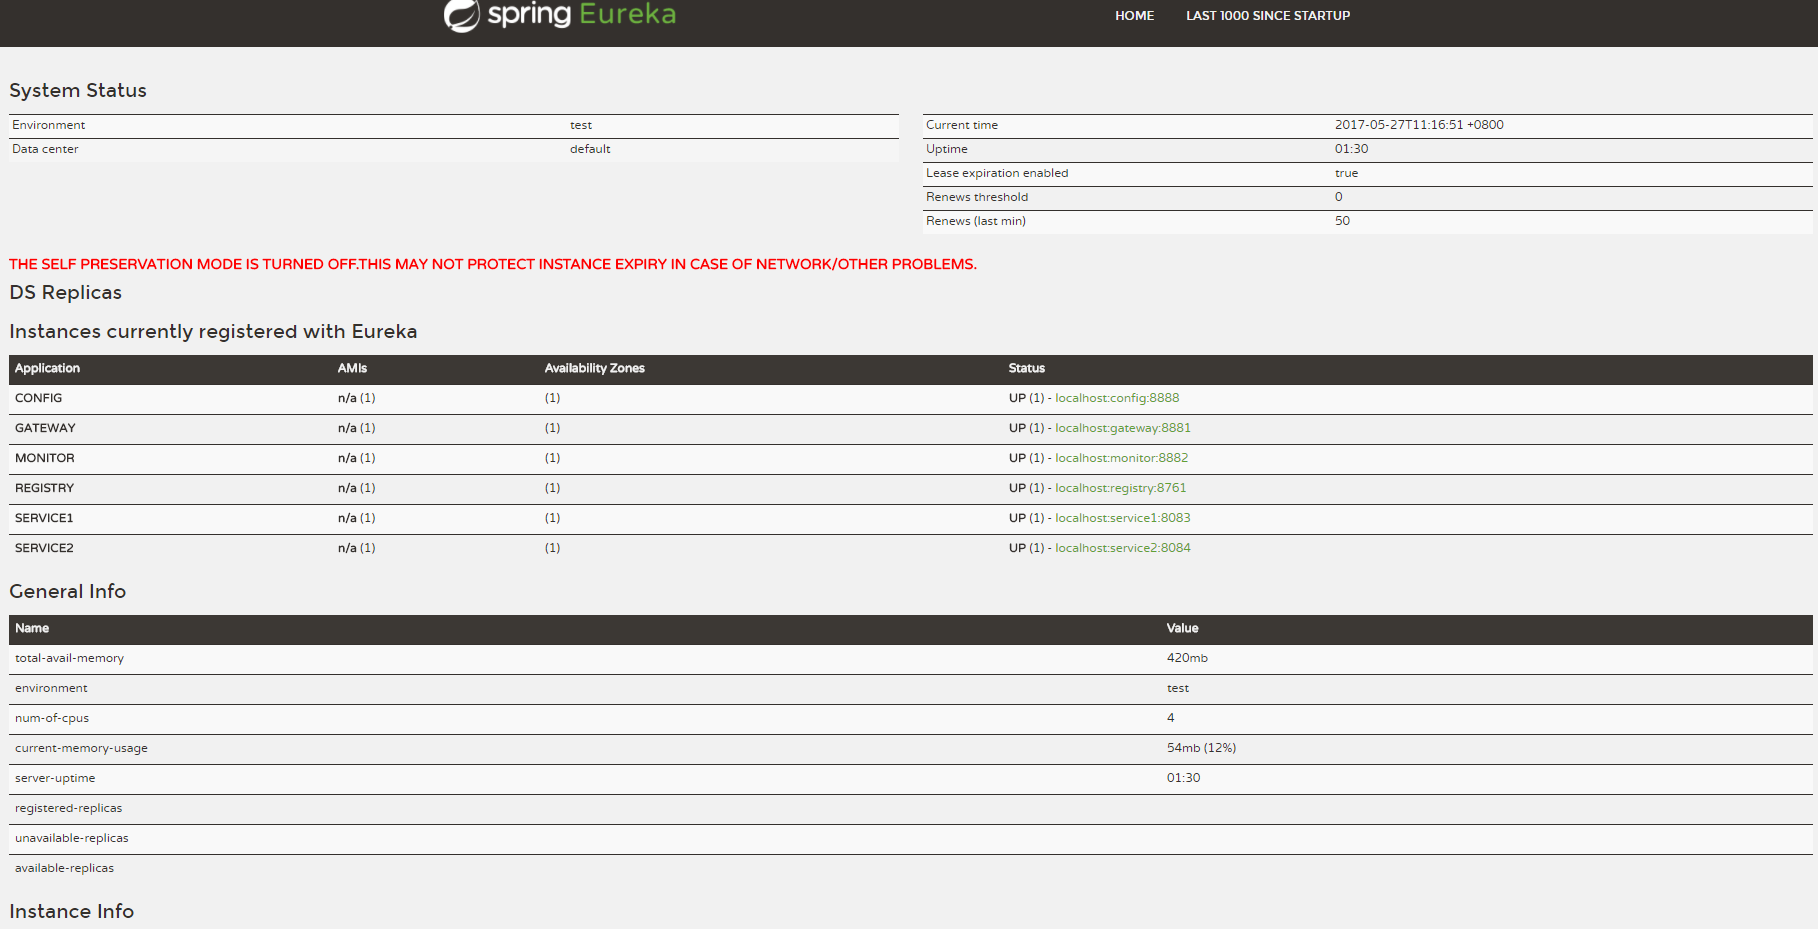 spring Eureka HOME LAST 1000 SINCE STARTUP
System Status
Environment test
Data center default
Current time 2017-05-27T11:16:51 +0800
Uptime 01:30
Lease expiration enabled true
Renews threshold 0
Renews (last min) 50
THE SELF PRESERVATION MODE IS TURNED OFF.THIS MAY NOT PROTECT INSTANCE EXPIRY IN CASE OF NETWORK/OTHER PROBLEMS.
DS Replicas
Instances currently registered with Eureka
Application AMIs Availability Zones Status
CONFIG n/a (1) (1) UP (1) - localhost:config:8888
GATEWAY n/a (1) (1) UP (1) - localhost:gateway:8881
MONITOR n/a (1) (1) UP (1) - localhost:monitor:8882
REGISTRY n/a (1) (1) UP (1) - localhost:registry:8761
SERVICE1 n/a (1) (1) UP (1) - localhost:service1:8083
SERVICE2 n/a (1) (1) UP (1) - localhost:service2:8084
General Info
Name Value
total-avail-memory 420mb
environment test
num-of-cpus 4
current-memory-usage 54mb (12%)
server-uptime 01:30
registered-replicas
unavailable-replicas
available-replicas
Instance Info